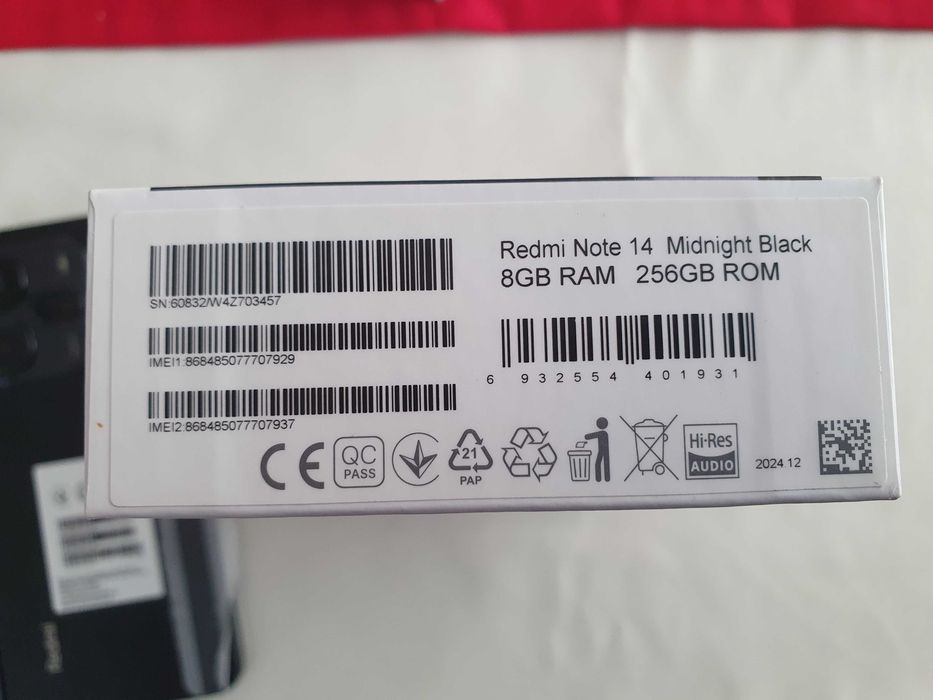 SN:60832/W4Z703457
IMEI1:868485077707929
IMEI2:868485077707937
Redmi Note 14 Midnight Black
8GB RAM 256GB ROM
6 932554 401931
CE
QC
PASS
21
PAP
Hi-Res
AUDIO
2024.12
Redmi